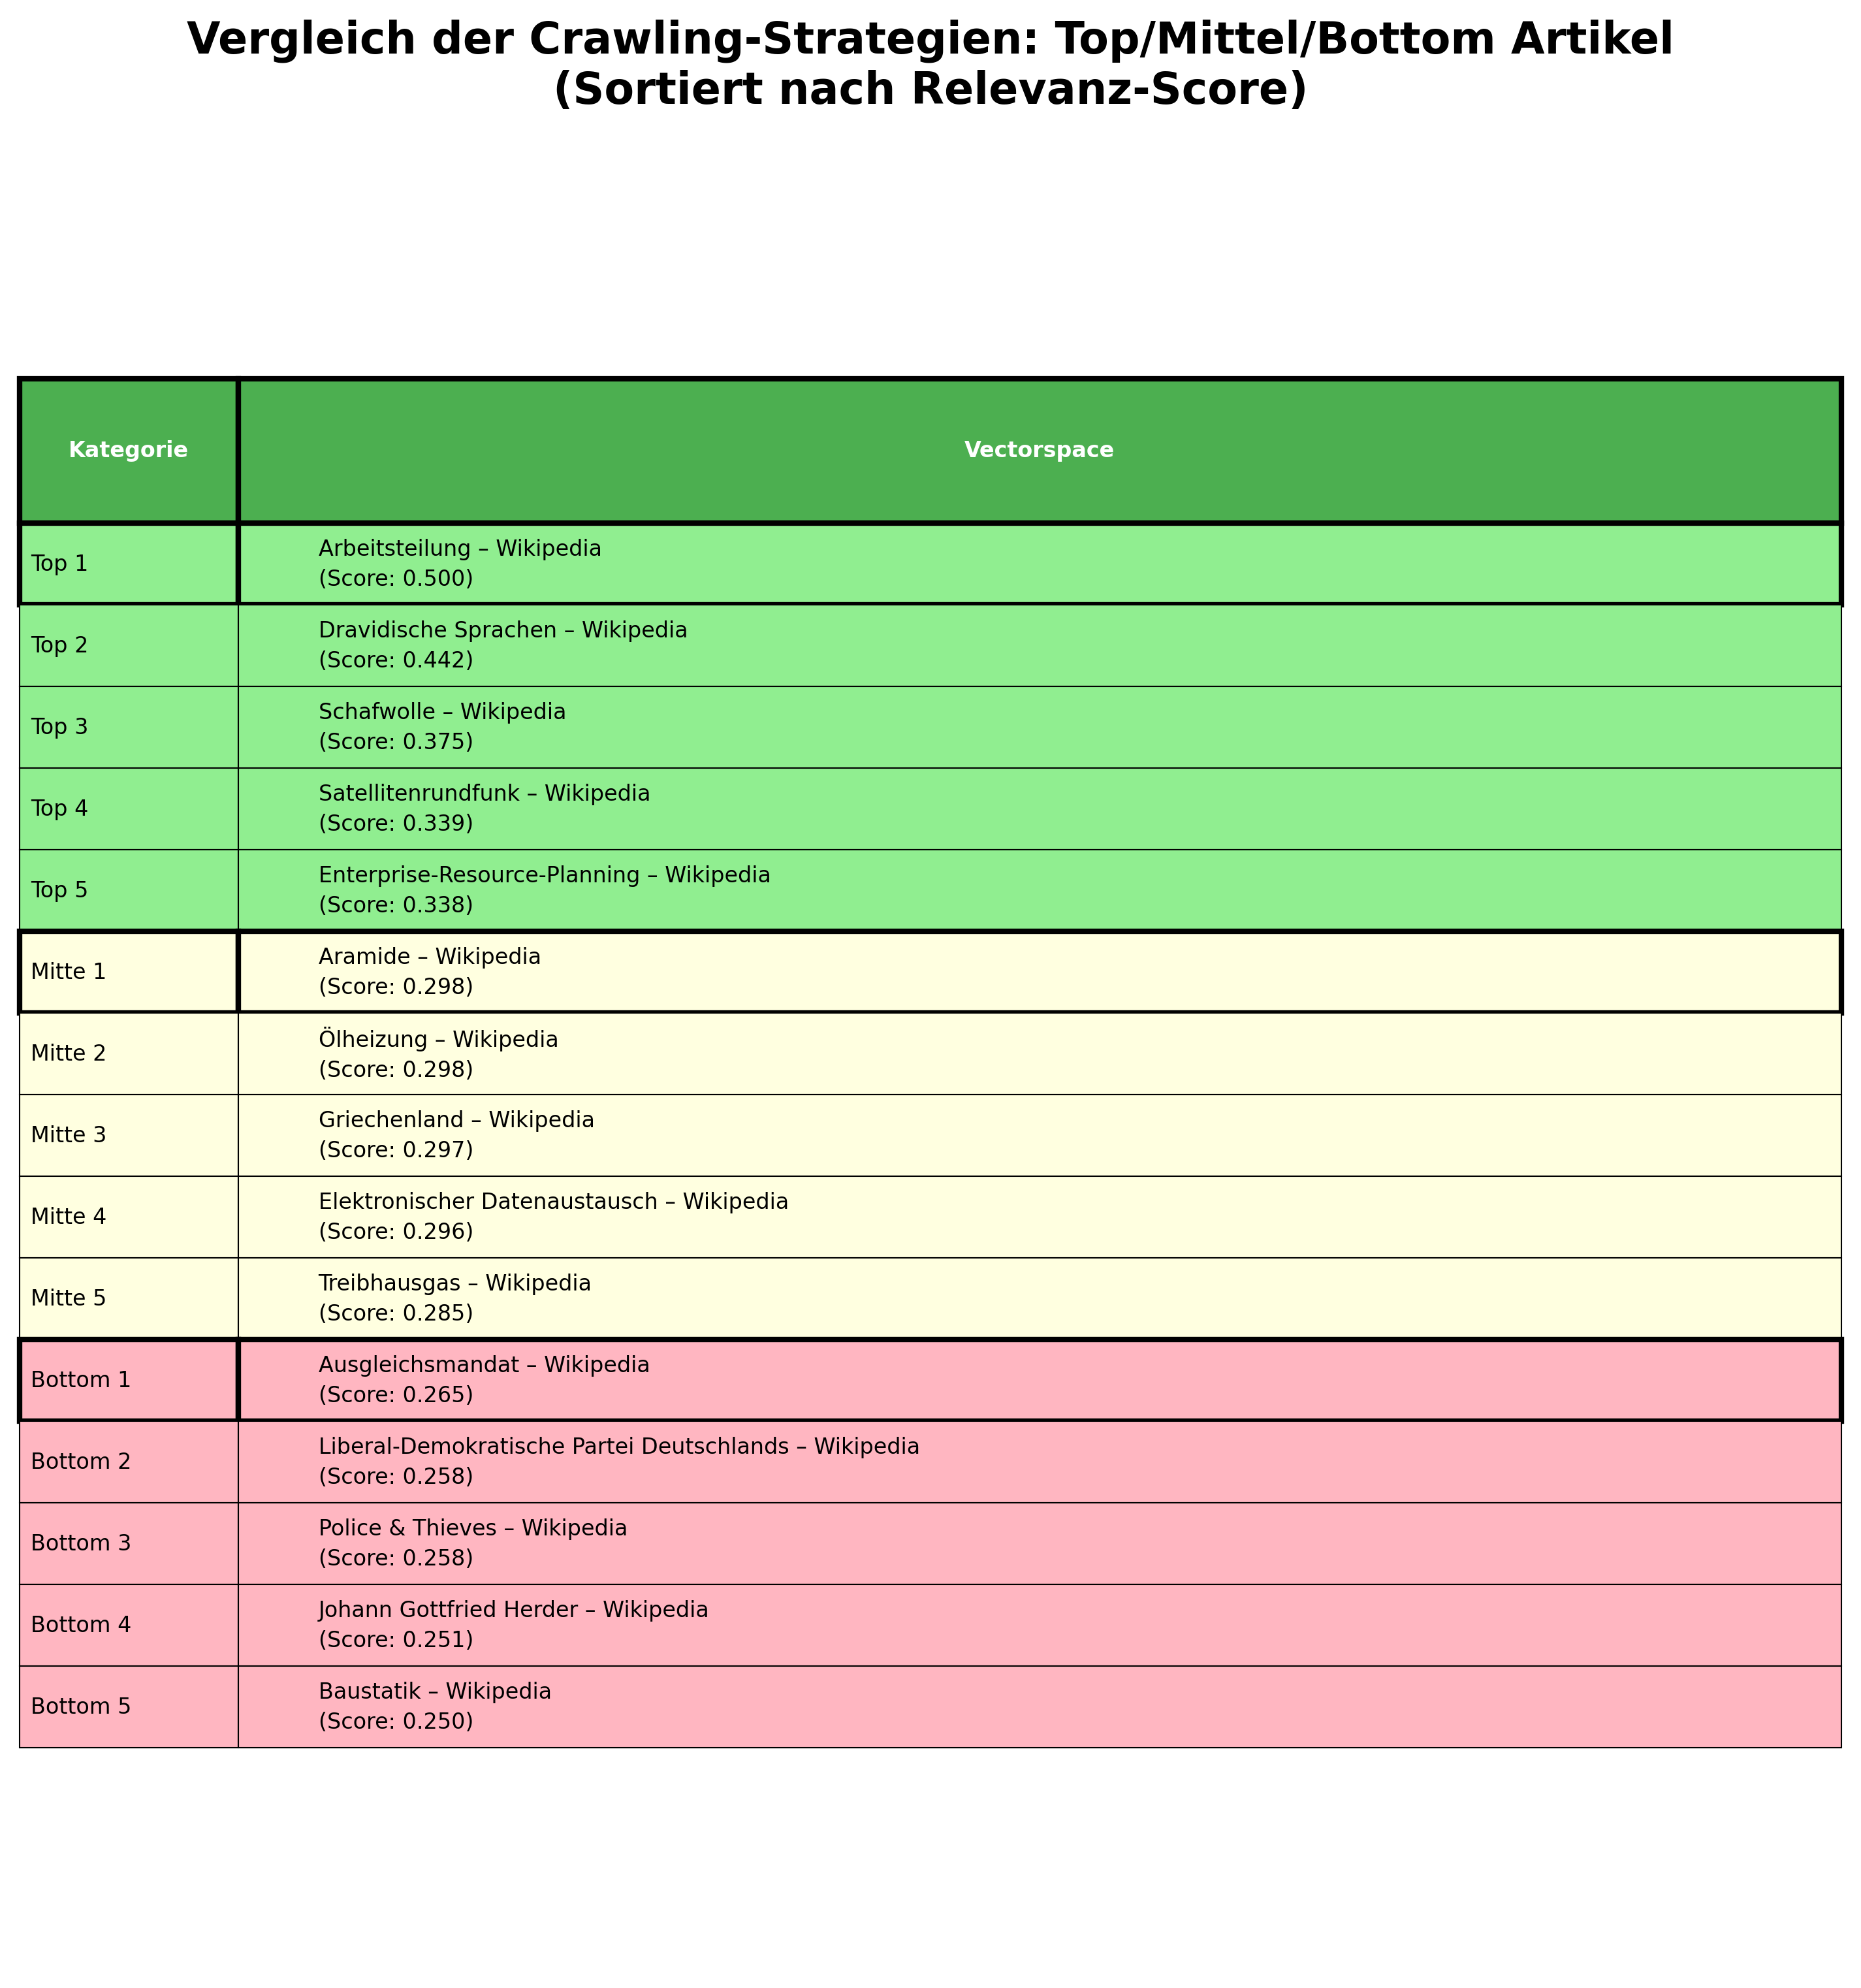 Vergleich der Crawling-Strategien: Top/Mittel/Bottom Artikel
(Sortiert nach Relevanz-Score)
Kategorie Vectorspace
Top 1 Arbeitsteilung – Wikipedia
(Score: 0.500)
Top 2 Dravidische Sprachen – Wikipedia
(Score: 0.442)
Top 3 Schafwolle – Wikipedia
(Score: 0.375)
Top 4 Satellitenrundfunk – Wikipedia
(Score: 0.339)
Top 5 Enterprise-Resource-Planning – Wikipedia
(Score: 0.338)
Mitte 1 Aramide – Wikipedia
(Score: 0.298)
Mitte 2 Ölheizung – Wikipedia
(Score: 0.298)
Mitte 3 Griechenland – Wikipedia
(Score: 0.297)
Mitte 4 Elektronischer Datenaustausch – Wikipedia
(Score: 0.296)
Mitte 5 Treibhausgas – Wikipedia
(Score: 0.285)
Bottom 1 Ausgleichsmandat – Wikipedia
(Score: 0.265)
Bottom 2 Liberal-Demokratische Partei Deutschlands – Wikipedia
(Score: 0.258)
Bottom 3 Police & Thieves – Wikipedia
(Score: 0.258)
Bottom 4 Johann Gottfried Herder – Wikipedia
(Score: 0.251)
Bottom 5 Baustatik – Wikipedia
(Score: 0.250)